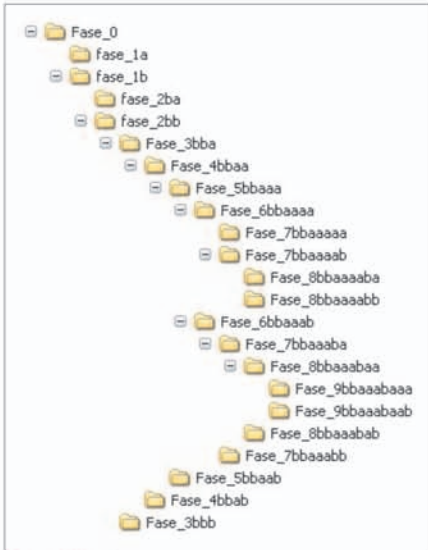 Fase_0
fase_1a
fase_1b
fase_2ba
fase_2bb
Fase_3bba
Fase_4bbaa
Fase_5bbaaa
Fase_6bbaaaa
Fase_7bbaaaaa
Fase_7bbaaaab
Fase_8bbaaaaba
Fase_8bbaaaabb
Fase_6bbaaab
Fase_7bbaaaba
Fase_8bbaaabaa
Fase_9bbaaabaaa
Fase_9bbaaabaab
Fase_8bbaaabab
Fase_7bbaaabb
Fase_5bbaab
Fase_4bbab
Fase_3bbb